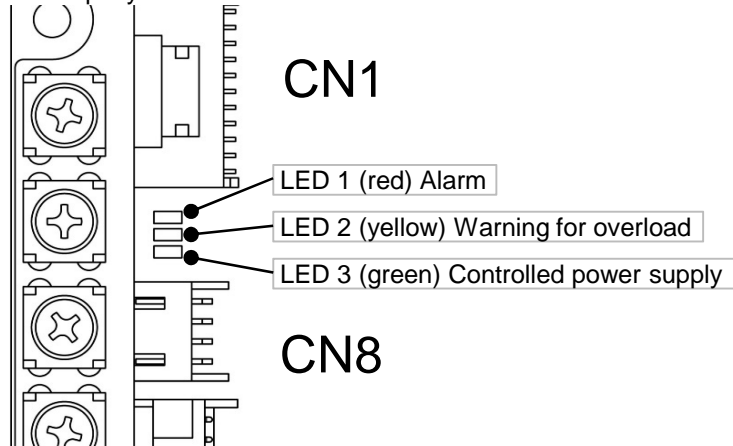 CN1
LED 1 (red) Alarm
LED 2 (yellow) Warning for overload
LED 3 (green) Controlled power supply
CN8